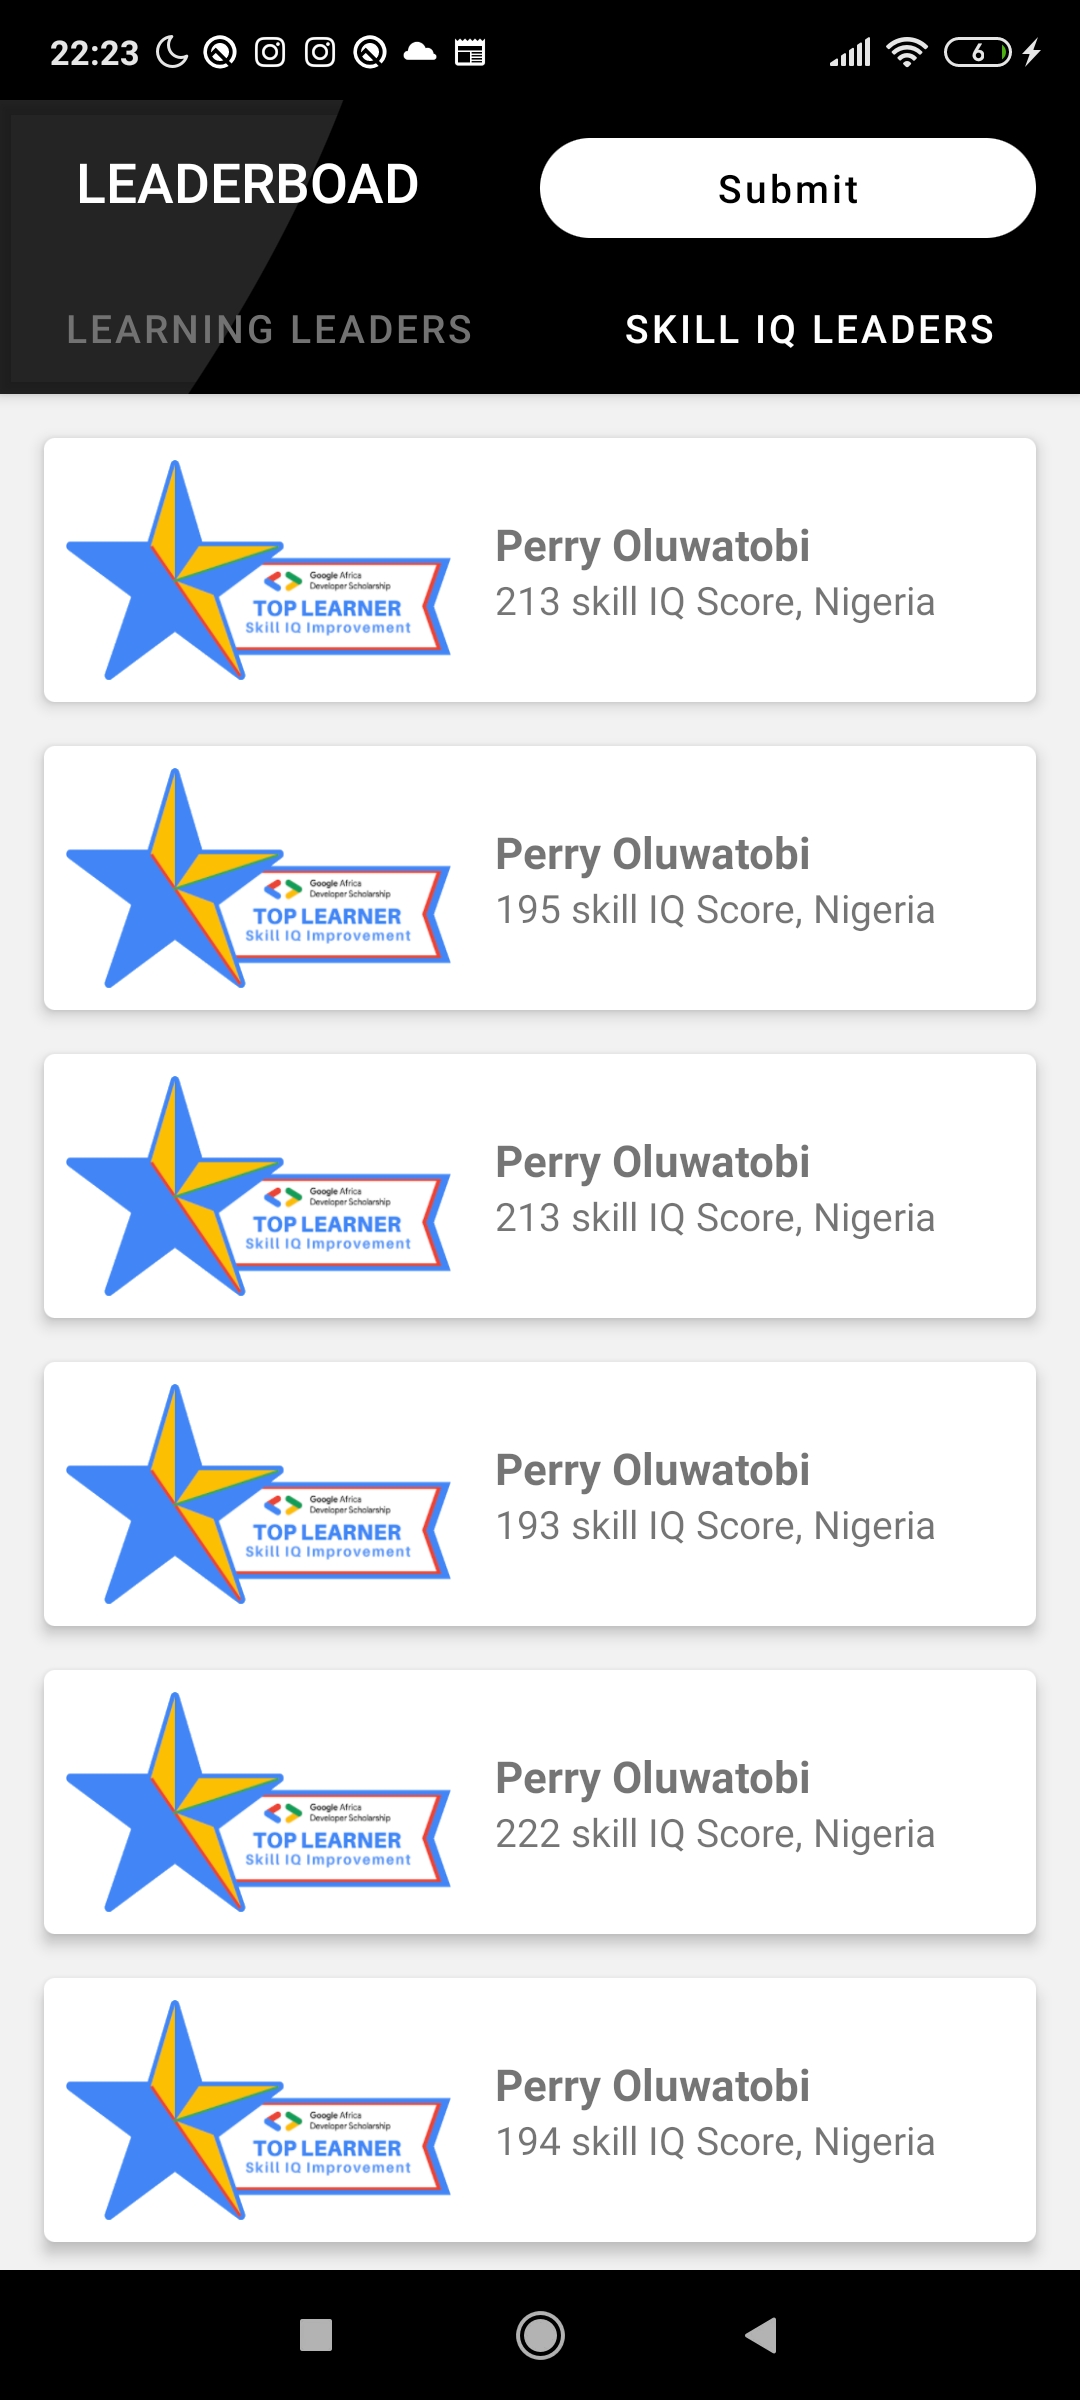 22:23
6
LEADERBOAD
Submit
LEARNING LEADERS
SKILL IQ LEADERS
Google Africa
Developer Scholarship
TOP LEARNER
Skill IQ Improvement
Perry Oluwatobi
213 skill IQ Score, Nigeria
Google Africa
Developer Scholarship
TOP LEARNER
Skill IQ Improvement
Perry Oluwatobi
195 skill IQ Score, Nigeria
Google Africa
Developer Scholarship
TOP LEARNER
Skill IQ Improvement
Perry Oluwatobi
213 skill IQ Score, Nigeria
Google Africa
Developer Scholarship
TOP LEARNER
Skill IQ Improvement
Perry Oluwatobi
193 skill IQ Score, Nigeria
Google Africa
Developer Scholarship
TOP LEARNER
Skill IQ Improvement
Perry Oluwatobi
222 skill IQ Score, Nigeria
Google Africa
Developer Scholarship
TOP LEARNER
Skill IQ Improvement
Perry Oluwatobi
194 skill IQ Score, Nigeria